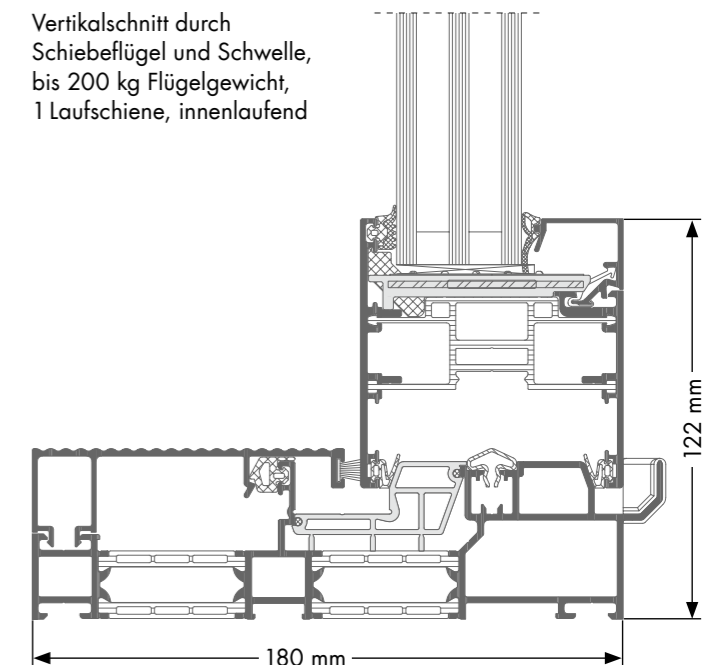 Vertikalschnitt durch
Schiebeflügel und Schwelle,
bis 200 kg Flügelgewicht,
1 Laufschiene, innenlaufend
122 mm
180 mm